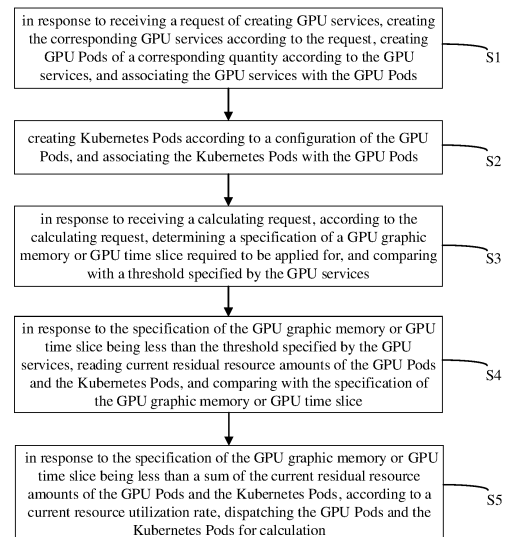 in response to receiving a request of creating GPU services, creating
the corresponding GPU services according to the request, creating
GPU Pods of a corresponding quantity according to the GPU
services, and associating the GPU services with the GPU Pods
S1
creating Kubernetes Pods according to a configuration of the GPU
Pods, and associating the Kubernetes Pods with the GPU Pods
S2
in response to receiving a calculating request, according to the
calculating request, determining a specification of a GPU graphic
memory or GPU time slice required to be applied for, and comparing
with a threshold specified by the GPU services
S3
in response to the specification of the GPU graphic memory or GPU
time slice being less than the threshold specified by the GPU
services, reading current residual resource amounts of the GPU Pods
and the Kubernetes Pods, and comparing with the specification of
the GPU graphic memory or GPU time slice
S4
in response to the specification of the GPU graphic memory or GPU
time slice being less than a sum of the current residual resource
amounts of the GPU Pods and the Kubernetes Pods, according to a
current resource utilization rate, dispatching the GPU Pods and the
Kubernetes Pods for calculation
S5